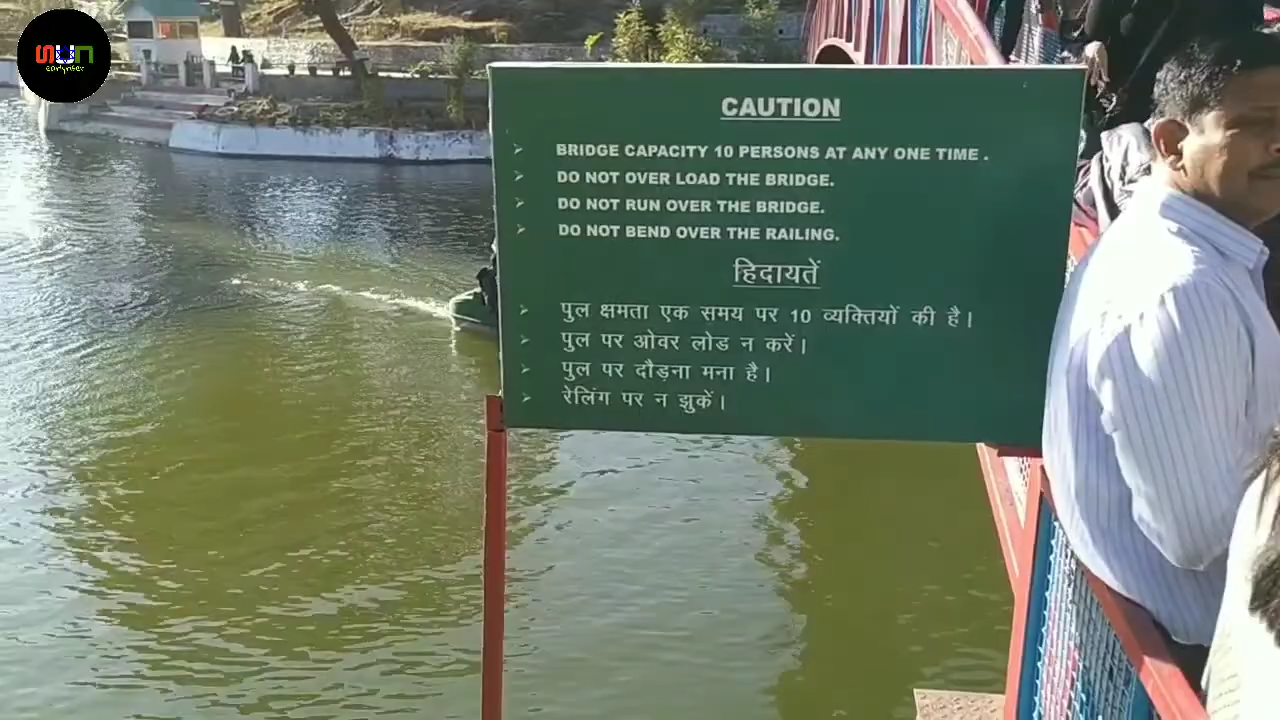 CAUTION
BRIDGE CAPACITY 10 PERSONS AT ANY ONE TIME .
DO NOT OVER LOAD THE BRIDGE.
DO NOT RUN OVER THE BRIDGE.
DO NOT BEND OVER THE RAILING.
हिदायतें
पुल क्षमता एक समय पर 10 व्यक्तियों की है।
पुल पर ओवर लोड न करें।
पुल पर दौड़ना मना है।
रेलिंग पर न झुकें।